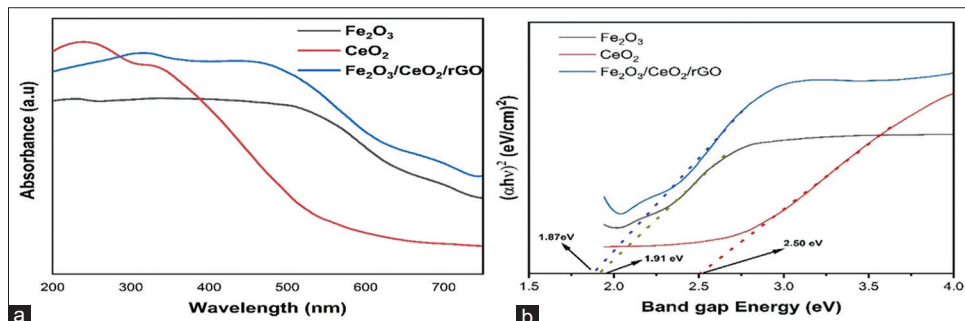 Fe₂O₃
CeO₂
Fe₂O₃/CeO₂/rGO
Absorbance (a.u)
200 300 400 500 600 700
Wavelength (nm)
a
Fe₂O₃
CeO₂
Fe₂O₃/CeO₂/rGO
(αhν)² (eV/cm)²
1.87eV
1.91 eV
2.50 eV
1.5 2.0 2.5 3.0 3.5 4.0
Band gap Energy (eV)
b